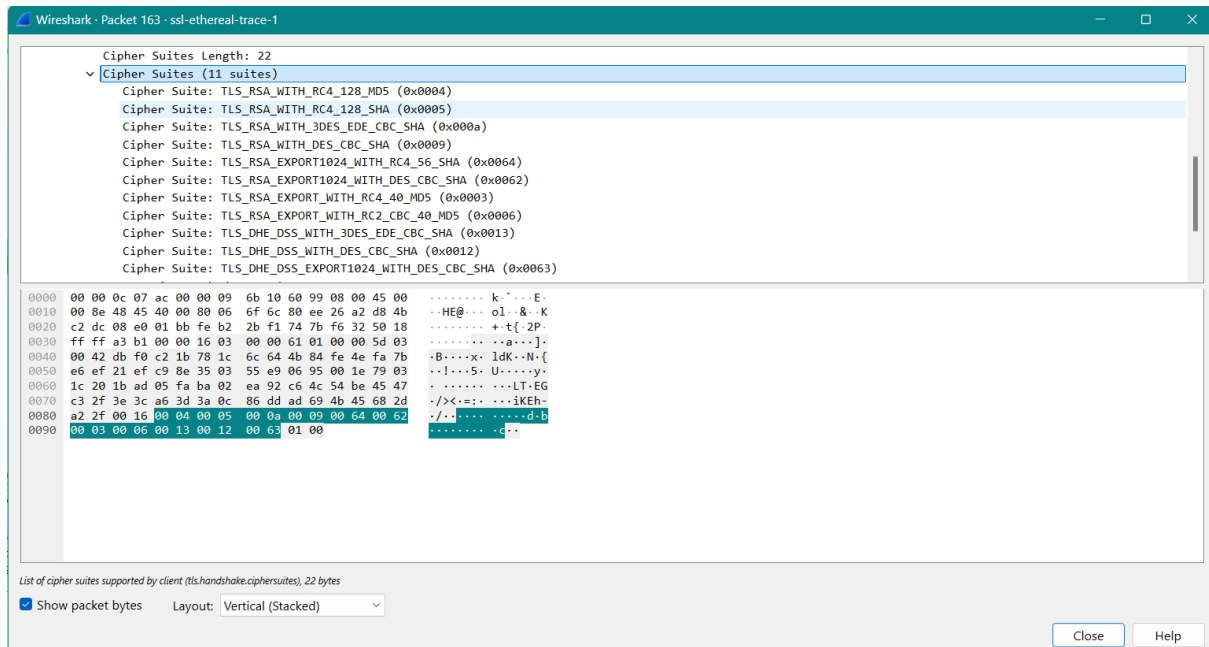 Wireshark · Packet 163 · ssl-ethereal-trace-1
Cipher Suites Length: 22
Cipher Suites (11 suites)
Cipher Suite: TLS_RSA_WITH_RC4_128_MD5 (0x0004)
Cipher Suite: TLS_RSA_WITH_RC4_128_SHA (0x0005)
Cipher Suite: TLS_RSA_WITH_3DES_EDE_CBC_SHA (0x000a)
Cipher Suite: TLS_RSA_WITH_DES_CBC_SHA (0x0009)
Cipher Suite: TLS_RSA_EXPORT1024_WITH_RC4_56_SHA (0x0064)
Cipher Suite: TLS_RSA_EXPORT1024_WITH_DES_CBC_SHA (0x0062)
Cipher Suite: TLS_RSA_EXPORT_WITH_RC4_40_MD5 (0x0003)
Cipher Suite: TLS_RSA_EXPORT_WITH_RC2_CBC_40_MD5 (0x0006)
Cipher Suite: TLS_DHE_DSS_WITH_3DES_EDE_CBC_SHA (0x0013)
Cipher Suite: TLS_DHE_DSS_WITH_DES_CBC_SHA (0x0012)
Cipher Suite: TLS_DHE_DSS_EXPORT1024_WITH_DES_CBC_SHA (0x0063)
0000 00 00 0c 07 ac 00 00 09 6b 10 60 99 08 00 45 00 ········ k·`···E·
0010 00 8e 48 45 40 00 80 06 6f 6c 80 ee 26 a2 d8 4b ··HE@··· ol··&··K
0020 c2 dc 08 e0 01 bb fe b2 2b f1 74 7b f6 32 50 18 ········ +·t{·2P·
0030 ff ff a3 b1 00 00 16 03 00 00 61 01 00 00 5d 03 ········ ··a···]·
0040 00 42 db f0 c2 1b 78 1c 6c 64 4b 84 fe 4e fa 7b ·B····x· ldK··N·{
0050 e6 ef 21 ef c9 8e 35 03 55 e9 06 95 00 1e 79 03 ··!···5· U·····y·
0060 1c 20 1b ad 05 fa ba 02 ea 92 c6 4c 54 be 45 47 · ······ ···LT·EG
0070 c3 2f 3e 3c a6 3d 3a 0c 86 dd ad 69 4b 45 68 2d ·/><·=:· ···iKEh-
0080 a2 2f 00 16 00 04 00 05 00 0a 00 09 00 64 00 62 ·/······ ·····d·b
0090 00 03 00 06 00 13 00 12 00 63 01 00 ········ ·c··
List of cipher suites supported by client (tls.handshake.ciphersuites), 22 bytes
Show packet bytes Layout: Vertical (Stacked)
Close Help